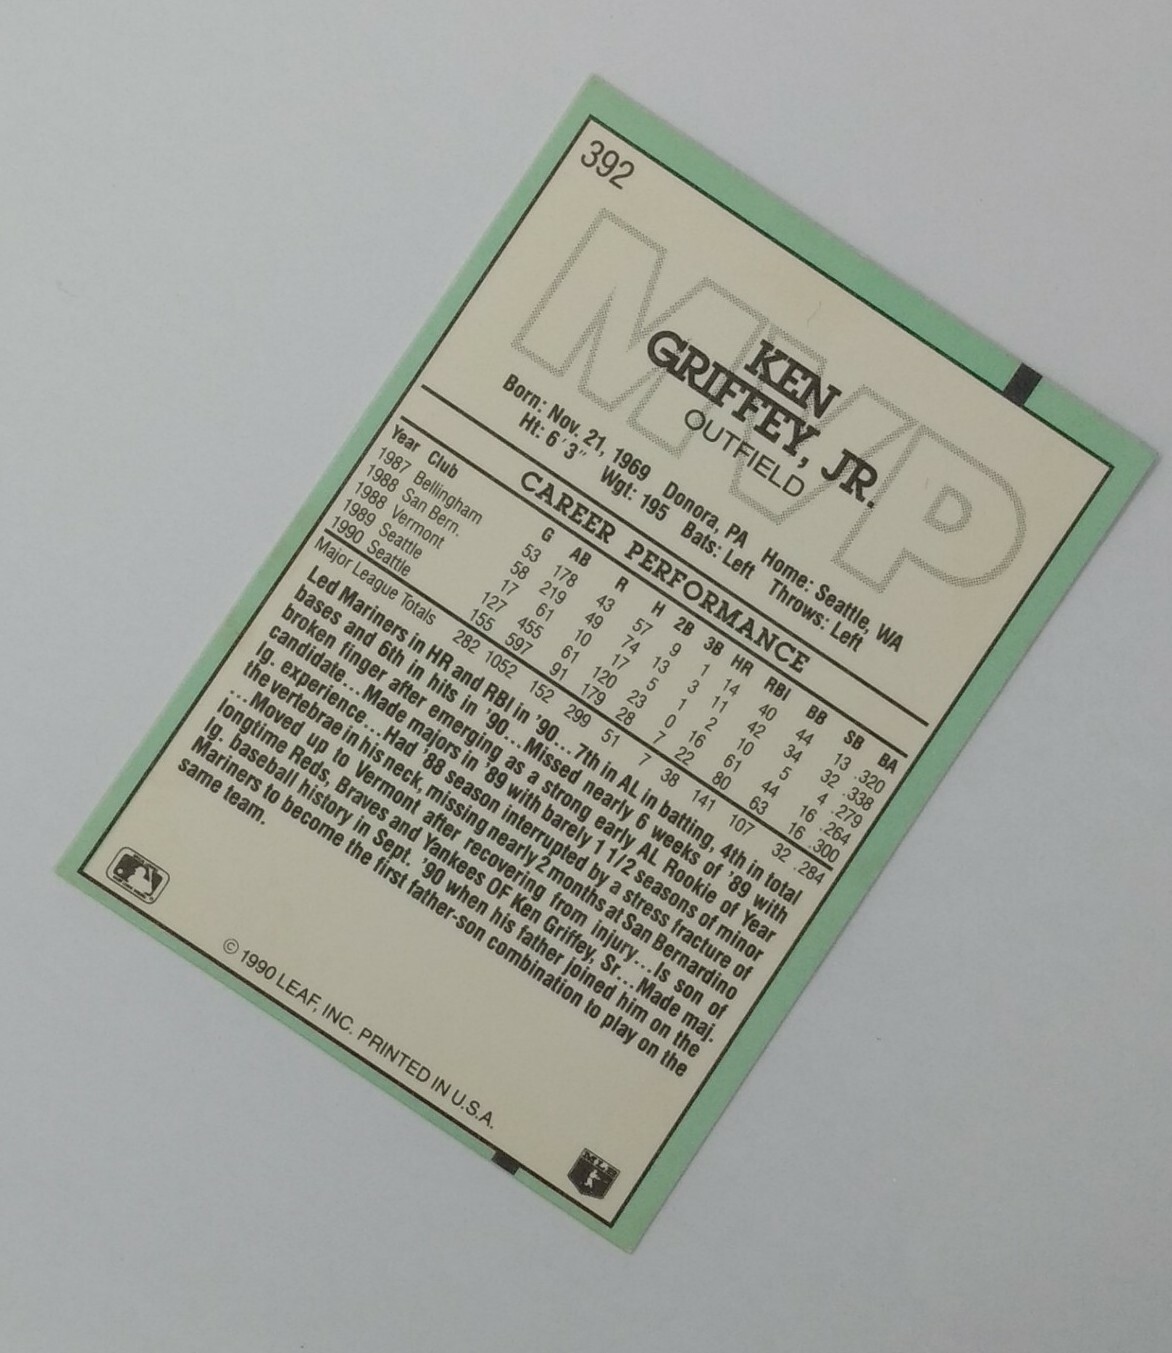 392
MVP
KEN
GRIFFEY, JR.
OUTFIELD
Born: Nov. 21, 1969 Donora, PA Home: Seattle, WA
Ht: 6'3" Wgt: 195 Bats: Left Throws: Left
CAREER PERFORMANCE
Year Club G AB R H 2B 3B HR RBI BB SB BA
1987 Bellingham 53 178 43 57 9 1 14 40 44 13 .320
1988 San Bern. 58 219 49 74 13 3 11 42 34 32 .338
1988 Vermont 17 61 10 17 5 1 2 10 5 4 .279
1989 Seattle 127 455 61 120 23 0 16 61 44 16 .264
1990 Seattle 155 597 91 179 28 7 22 80 63 16 .300
Major League Totals 282 1052 152 299 51 7 38 141 107 32 .284
Led Mariners in HR and RBI in '90...7th in AL in batting, 4th in total
bases and 6th in hits in '90...Missed nearly 6 weeks of '89 with
broken finger after emerging as a strong early AL Rookie of Year
candidate...Made majors in '89 with barely 1 1/2 seasons of minor
lg. experience...Had '88 season interrupted by a stress fracture of
the vertebrae in his neck, missing nearly 2 months at San Bernardino
...Moved up to Vermont after recovering from injury...Is son of
longtime Reds, Braves and Yankees OF Ken Griffey, Sr...Made maj.
lg. baseball history in Sept. '90 when his father joined him on the
Mariners to become the first father-son combination to play on the
same team.
© 1990 LEAF, INC. PRINTED IN U.S.A.
MLB